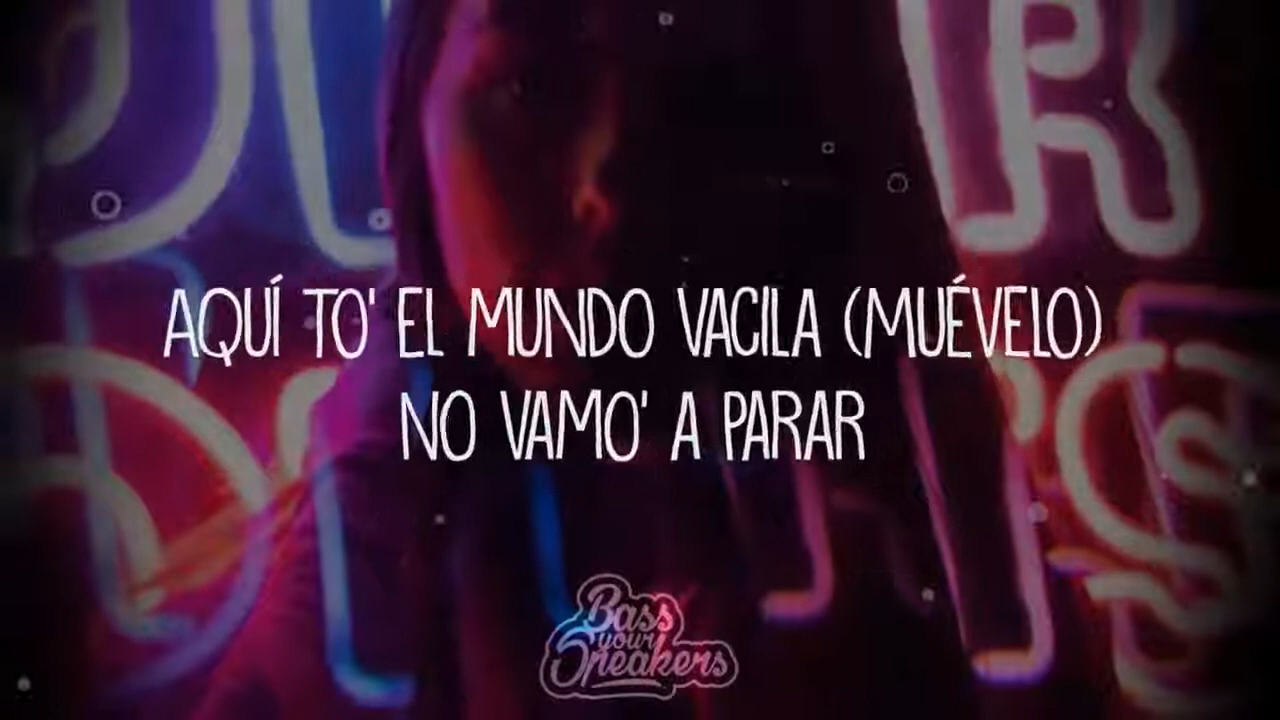 AQUÍ TO' EL MUNDO VACILA (MUÉVELO)
NO VAMO' A PARAR
Bass
your
Speakers